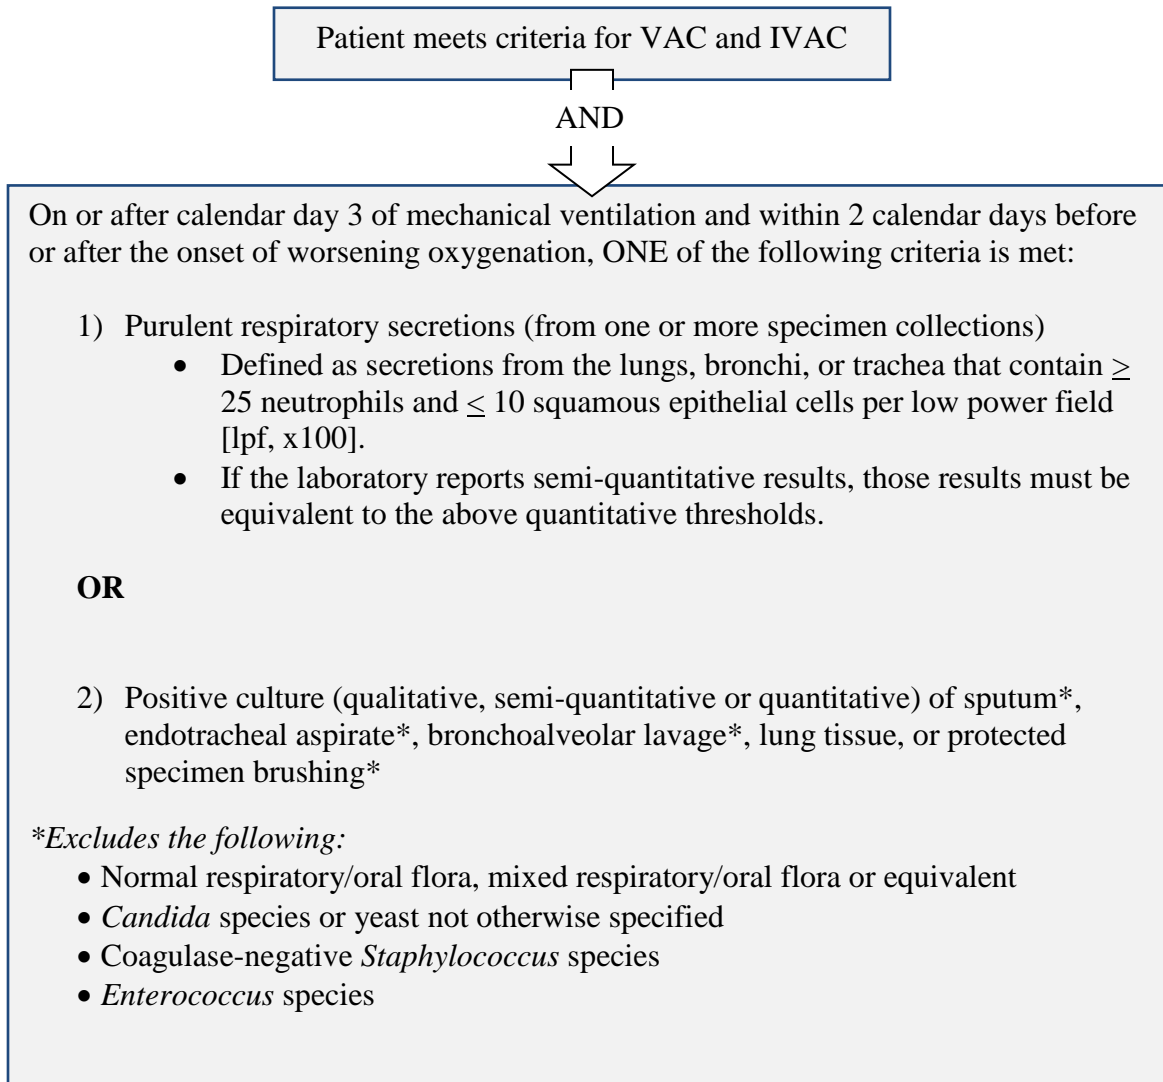 Patient meets criteria for VAC and IVAC
AND
On or after calendar day 3 of mechanical ventilation and within 2 calendar days before
or after the onset of worsening oxygenation, ONE of the following criteria is met:
1) Purulent respiratory secretions (from one or more specimen collections)
• Defined as secretions from the lungs, bronchi, or trachea that contain ≥
25 neutrophils and ≤ 10 squamous epithelial cells per low power field
[lpf, x100].
• If the laboratory reports semi-quantitative results, those results must be
equivalent to the above quantitative thresholds.
OR
2) Positive culture (qualitative, semi-quantitative or quantitative) of sputum*,
endotracheal aspirate*, bronchoalveolar lavage*, lung tissue, or protected
specimen brushing*
*Excludes the following:
• Normal respiratory/oral flora, mixed respiratory/oral flora or equivalent
• Candida species or yeast not otherwise specified
• Coagulase-negative Staphylococcus species
• Enterococcus species